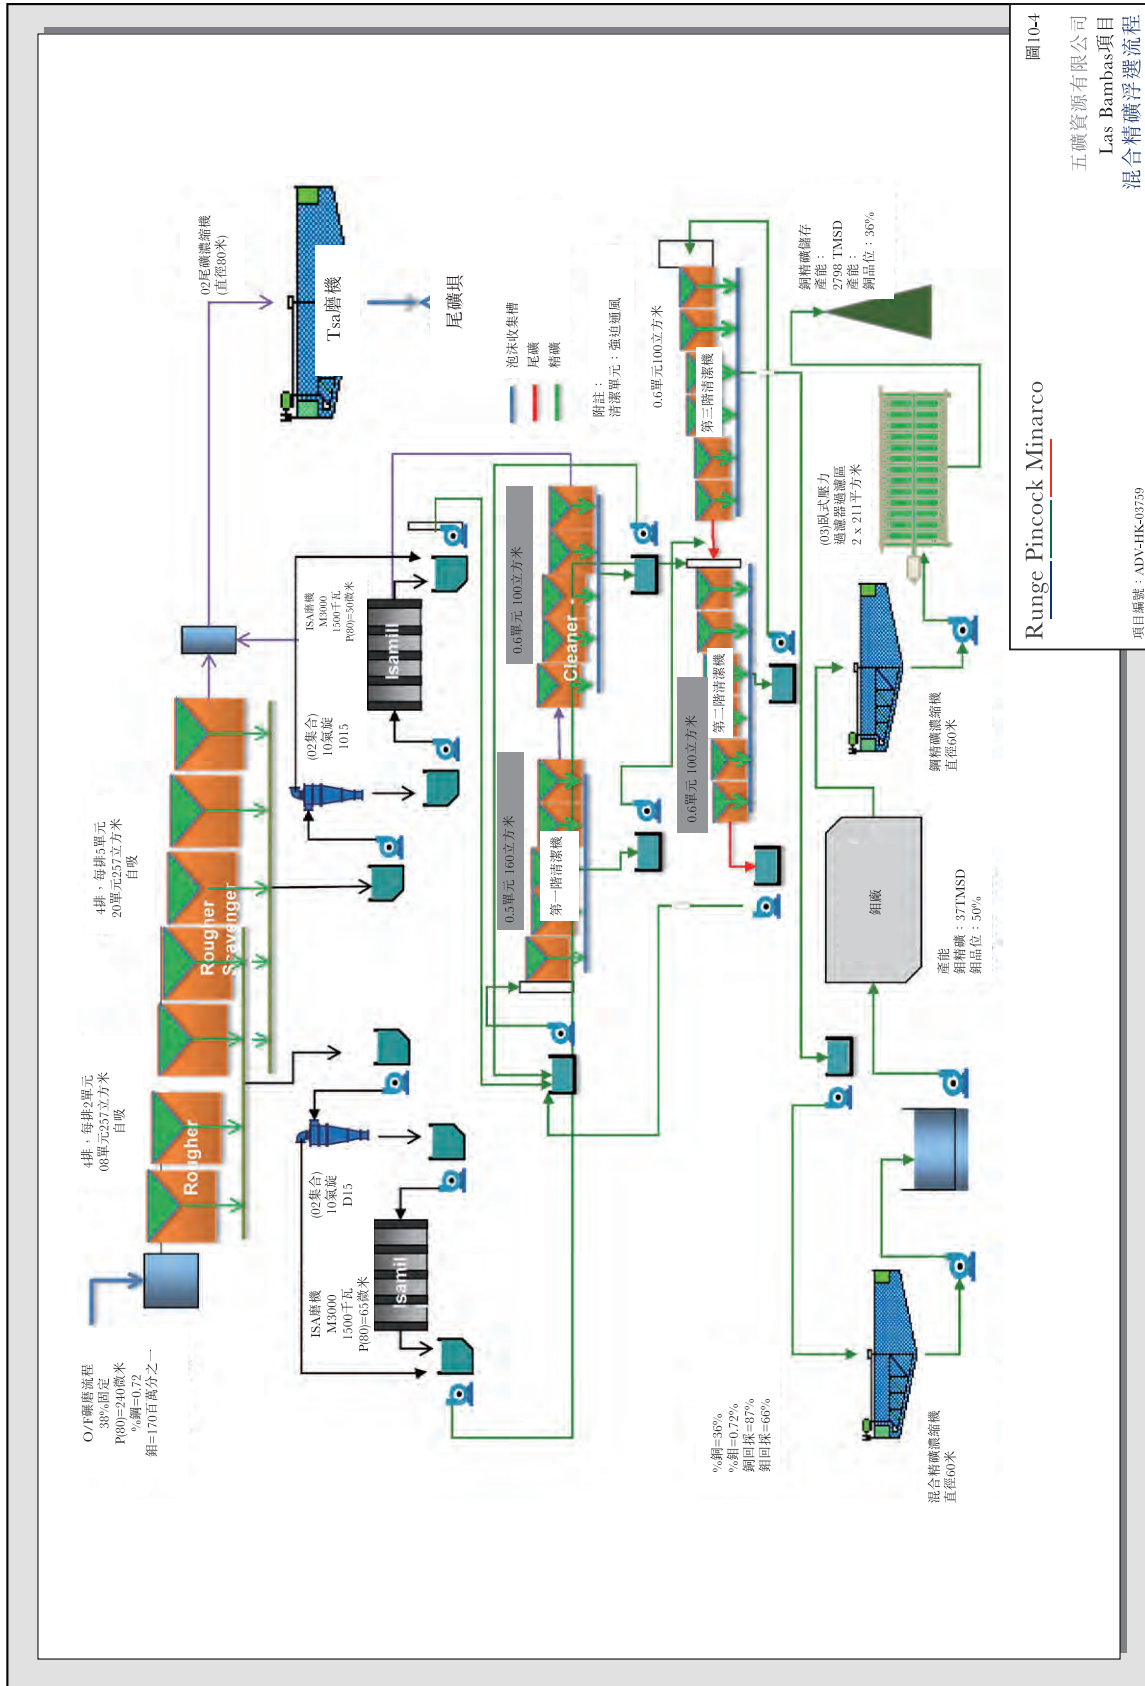 O/F礦磨流程
38%固定
P(80)=240微米
%銅=0.72
鉬=170百萬分之一
4排，每排2單元
08單元257立方米
自吸
4排，每排5單元
20單元257立方米
自吸
Rougher
Rougher
Scavenger
02尾礦濃縮機
(直徑80米)
Tsa磨機
尾礦壩
(02集合)
10氣旋
D15
ISA磨機
M3000
1500千瓦
P(80)=65微米
Isamill
(02集合)
10氣旋
1015
ISA磨機
M3000
1500千瓦
P(80)=50微米
Isamill
泡沫收集槽
尾礦
精礦
附註：
清潔單元：強迫通風
0.5單元 160立方米
第一階清潔機
0.6單元 100立方米
Cleaner -
0.6單元 100立方米
第二階清潔機
0.6單元100立方米
第三階清潔機
%銅=36%
%鉬=0.72%
銅回採=87%
鉬回採=66%
混合精礦濃縮機
直徑60米
鉬廠
產能
鉬精礦：37TMSD
鉬品位：50%
銅精礦濃縮機
直徑60米
(03)臥式壓力
過濾器過濾區
2 x 211平方米
銅精礦儲存
產能：
2798 TMSD
產能：
銅品位：36%
Runge Pincock Minarco
項目編號：ADV-HK-03759
圖10-4
五礦資源有限公司
Las Bambas項目
混合精礦浮選流程